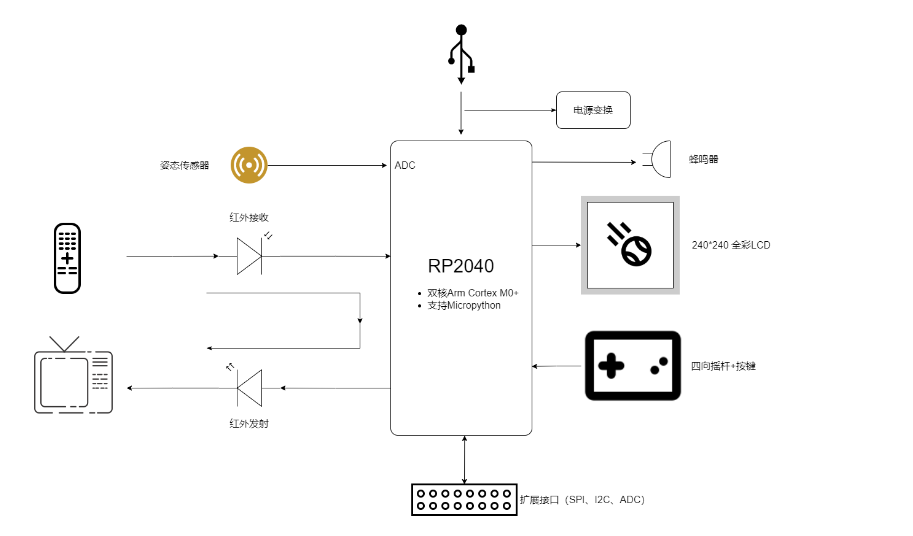 电源变换
姿态传感器
ADC
蜂鸣器
红外接收
240*240 全彩LCD
RP2040
双核Arm Cortex M0+
支持Micropython
四向摇杆+按键
红外发射
扩展接口（SPI、I2C、ADC）